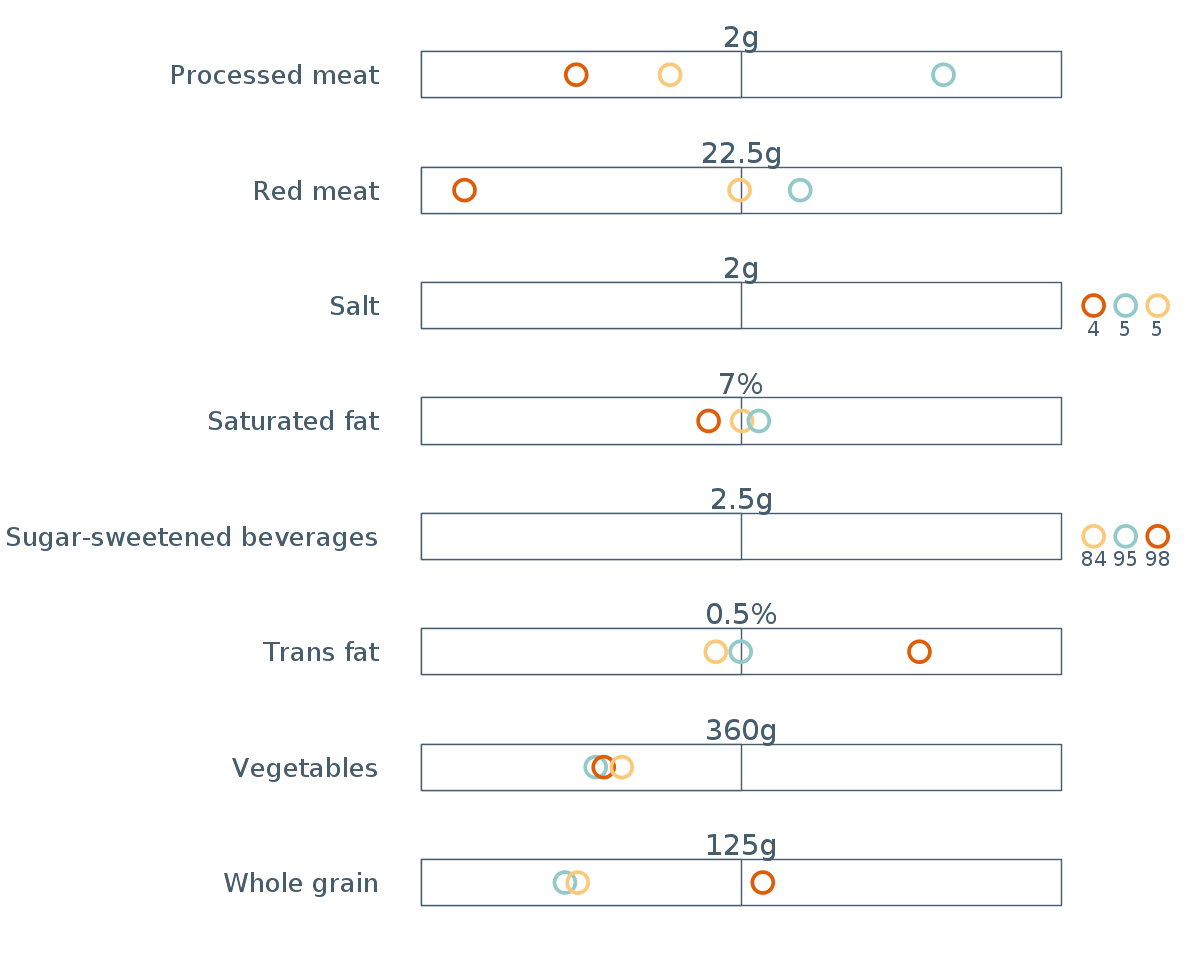 2g
Processed meat
22.5g
Red meat
2g
Salt
4 5 5
7%
Saturated fat
2.5g
Sugar-sweetened beverages
84 95 98
0.5%
Trans fat
360g
Vegetables
125g
Whole grain